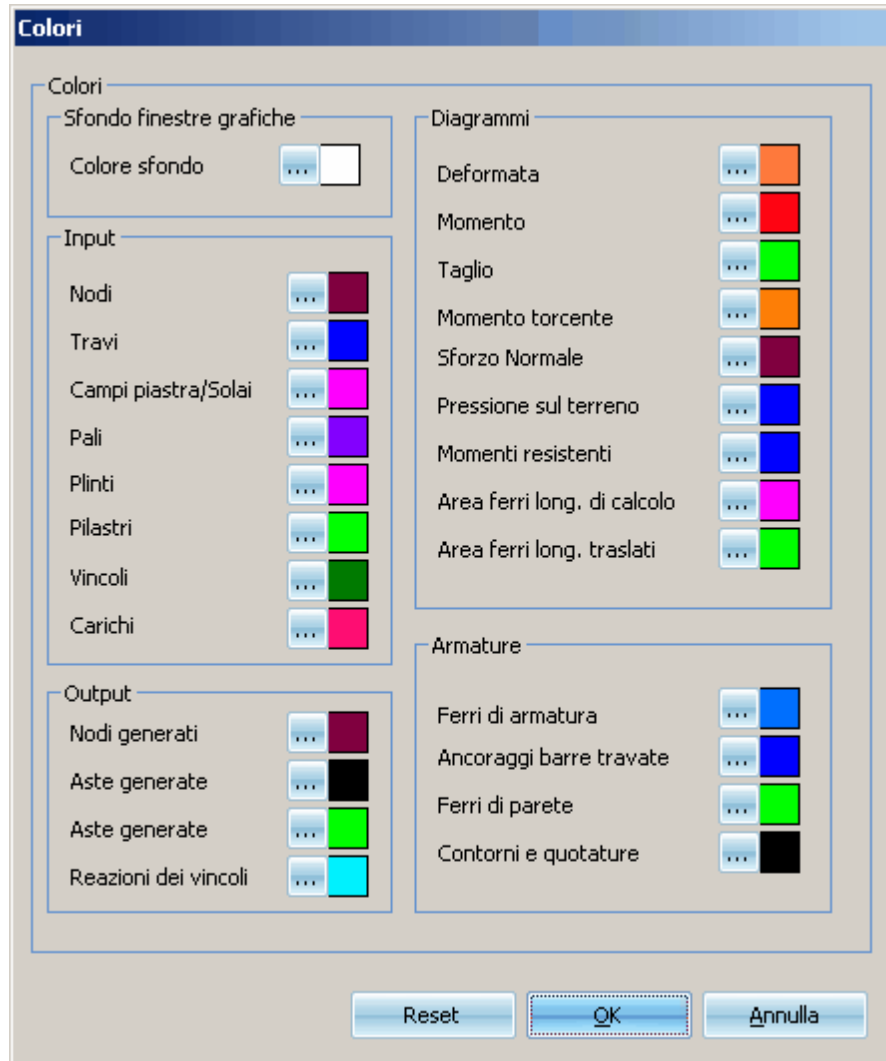 Colori
Colori
Sfondo finestre grafiche
Colore sfondo
...
Input
Nodi
...
Travi
...
Campi piastra/Solai
...
Pali
...
Plinti
...
Pilastri
...
Vincoli
...
Carichi
...
Output
Nodi generati
...
Aste generate
...
Aste generate
...
Reazioni dei vincoli
...
Diagrammi
Deformata
...
Momento
...
Taglio
...
Momento torcente
...
Sforzo Normale
...
Pressione sul terreno
...
Momenti resistenti
...
Area ferri long. di calcolo
...
Area ferri long. traslati
...
Armature
Ferri di armatura
...
Ancoraggi barre travate
...
Ferri di parete
...
Contorni e quotature
...
Reset
OK
Annulla